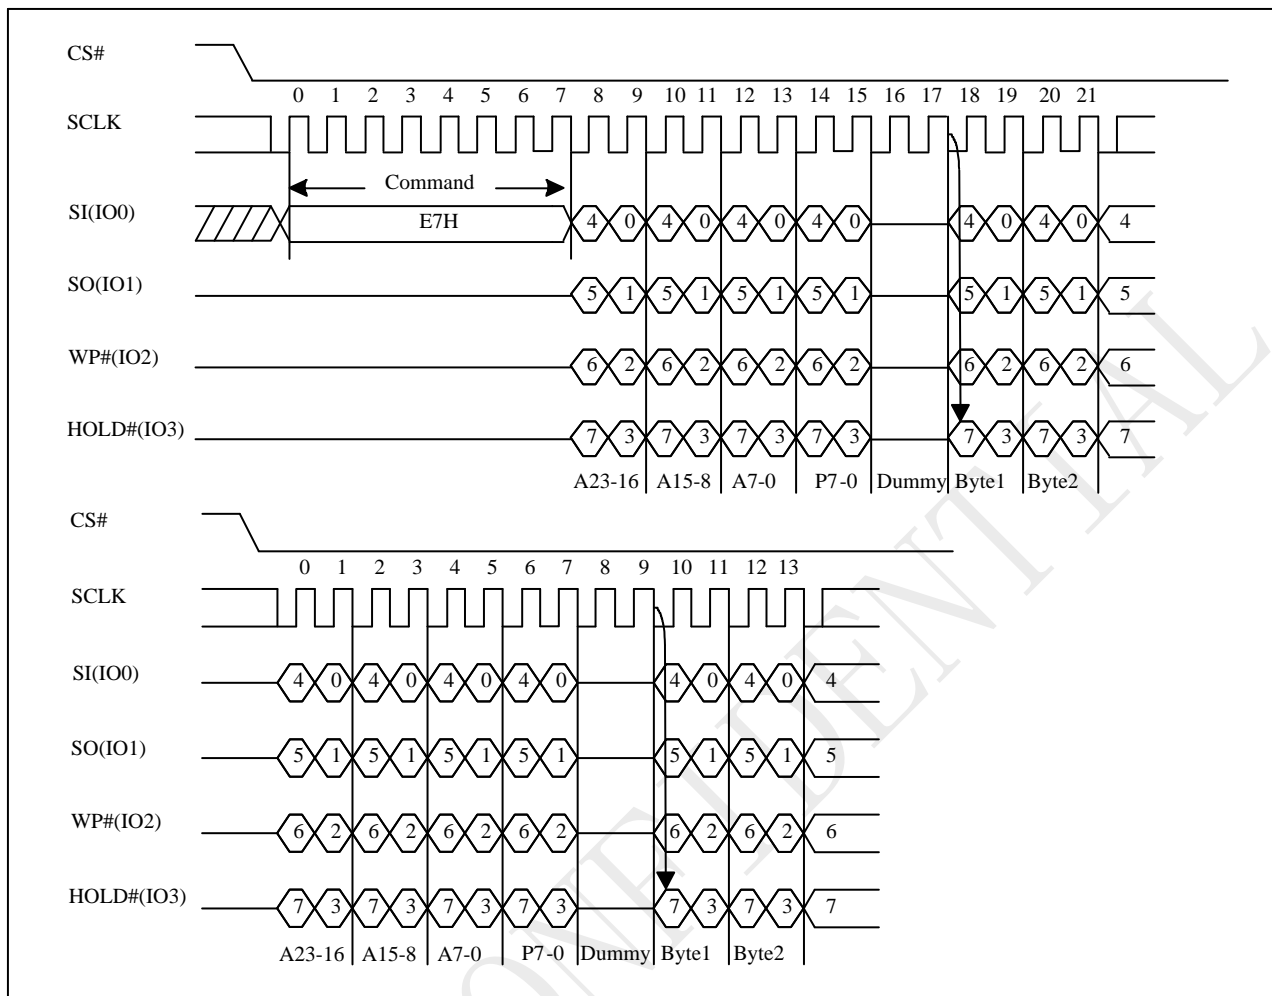 CS#
0 1 2 3 4 5 6 7 8 9 10 11 12 13 14 15 16 17 18 19 20 21
SCLK
Command
SI(IO0) E7H 4 0 4 0 4 0 4 0 4 0 4 0 4
SO(IO1) 5 1 5 1 5 1 5 1 5 1 5 1 5
WP#(IO2) 6 2 6 2 6 2 6 2 6 2 6 2 6
HOLD#(IO3) 7 3 7 3 7 3 7 3 7 3 7 3 7
A23-16 A15-8 A7-0 P7-0 Dummy Byte1 Byte2
CS#
0 1 2 3 4 5 6 7 8 9 10 11 12 13
SCLK
SI(IO0) 4 0 4 0 4 0 4 0 4 0 4 0 4
SO(IO1) 5 1 5 1 5 1 5 1 5 1 5 1 5
WP#(IO2) 6 2 6 2 6 2 6 2 6 2 6 2 6
HOLD#(IO3) 7 3 7 3 7 3 7 3 7 3 7 3 7
A23-16 A15-8 A7-0 P7-0 Dummy Byte1 Byte2
ONFIDENTIAL